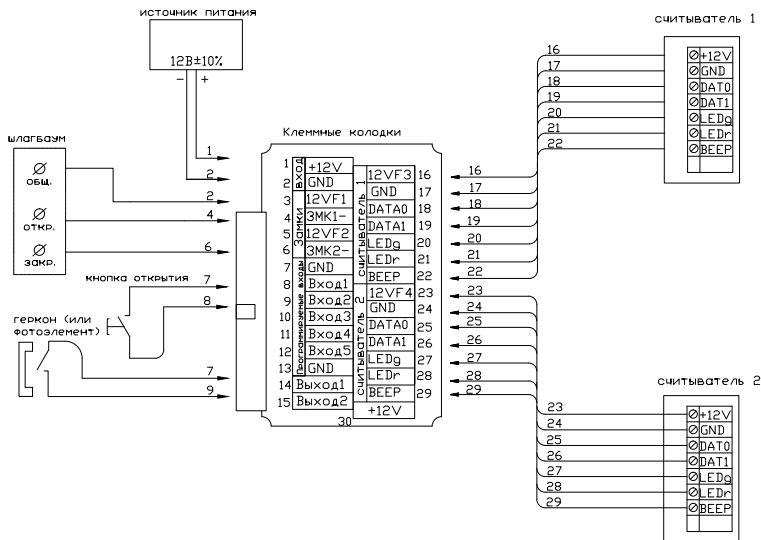 источник питания
12В±10%
- +
шлагбаум
общ.
откр.
закр.
1
2
2
4
6
кнопка открытия
7
8
геркон (или
фотоэлемент)
7
9
Клеммные колодки
вход
Замки
Программируемые входы
1 +12V
2 GND
3 12VF1
4 ЗМК1-
5 12VF2
6 ЗМК2-
7 GND
8 Вход1
9 Вход2
10 Вход3
11 Вход4
12 Вход5
13 GND
14 Выход1
15 Выход2
считыватель 1
12VF3 16
GND 17
DATA0 18
DATA1 19
LEDg 20
LEDr 21
BEEP 22
считыватель 2
12VF4 23
GND 24
DATA0 25
DATA1 26
LEDg 27
LEDr 28
BEEP 29
+12V
30
16
17
18
19
20
21
22
23
24
25
26
27
28
29
считыватель 1
16 +12V
17 GND
18 DAT0
19 DAT1
20 LEDg
21 LEDr
22 BEEP
считыватель 2
23 +12V
24 GND
25 DAT0
26 DAT1
27 LEDg
28 LEDr
29 BEEP